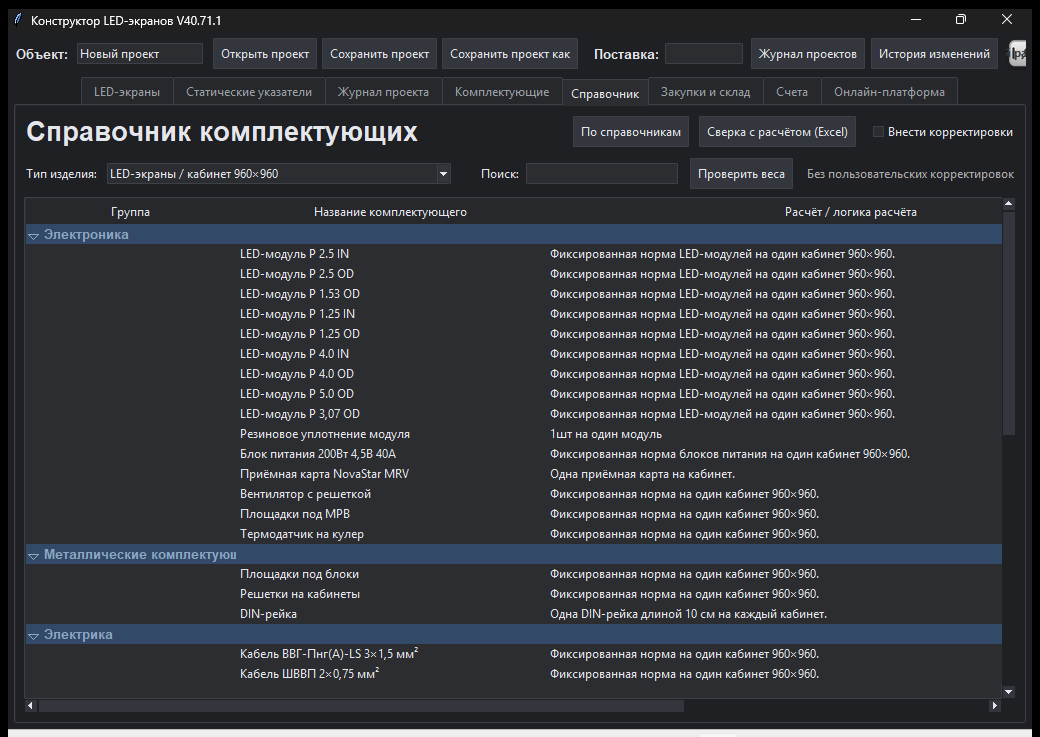 Конструктор LED-экранов V40.71.1
Объект: Новый проект Открыть проект Сохранить проект Сохранить проект как Поставка: Журнал проектов История изменений
LED-экраны Статические указатели Журнал проекта Комплектующие Справочник Закупки и склад Счета Онлайн-платформа
Справочник комплектующих По справочникам Сверка с расчётом (Excel) Внести корректировки
Тип изделия: LED-экраны / кабинет 960×960 Поиск: Проверить веса Без пользовательских корректировок
Группа Название комплектующего Расчёт / логика расчёта
Электроника
LED-модуль P 2.5 IN Фиксированная норма LED-модулей на один кабинет 960×960.
LED-модуль P 2.5 OD Фиксированная норма LED-модулей на один кабинет 960×960.
LED-модуль P 1.53 OD Фиксированная норма LED-модулей на один кабинет 960×960.
LED-модуль P 1.25 IN Фиксированная норма LED-модулей на один кабинет 960×960.
LED-модуль P 1.25 OD Фиксированная норма LED-модулей на один кабинет 960×960.
LED-модуль P 4.0 IN Фиксированная норма LED-модулей на один кабинет 960×960.
LED-модуль P 4.0 OD Фиксированная норма LED-модулей на один кабинет 960×960.
LED-модуль P 5.0 OD Фиксированная норма LED-модулей на один кабинет 960×960.
LED-модуль P 3,07 OD Фиксированная норма LED-модулей на один кабинет 960×960.
Резиновое уплотнение модуля 1шт на один модуль
Блок питания 200Вт 4,5В 40А Фиксированная норма блоков питания на один кабинет 960×960.
Приёмная карта NovaStar MRV Одна приёмная карта на кабинет.
Вентилятор с решеткой Фиксированная норма на один кабинет 960×960.
Площадки под МРВ Фиксированная норма на один кабинет 960×960.
Термодатчик на кулер Фиксированная норма на один кабинет 960×960.
Металлические комплектующ
Площадки под блоки Фиксированная норма на один кабинет 960×960.
Решетки на кабинеты Фиксированная норма на один кабинет 960×960.
DIN-рейка Одна DIN-рейка длиной 10 см на каждый кабинет.
Электрика
Кабель ВВГ-Пнг(А)-LS 3×1,5 мм² Фиксированная норма на один кабинет 960×960.
Кабель ШВВП 2×0,75 мм² Фиксированная норма на один кабинет 960×960.